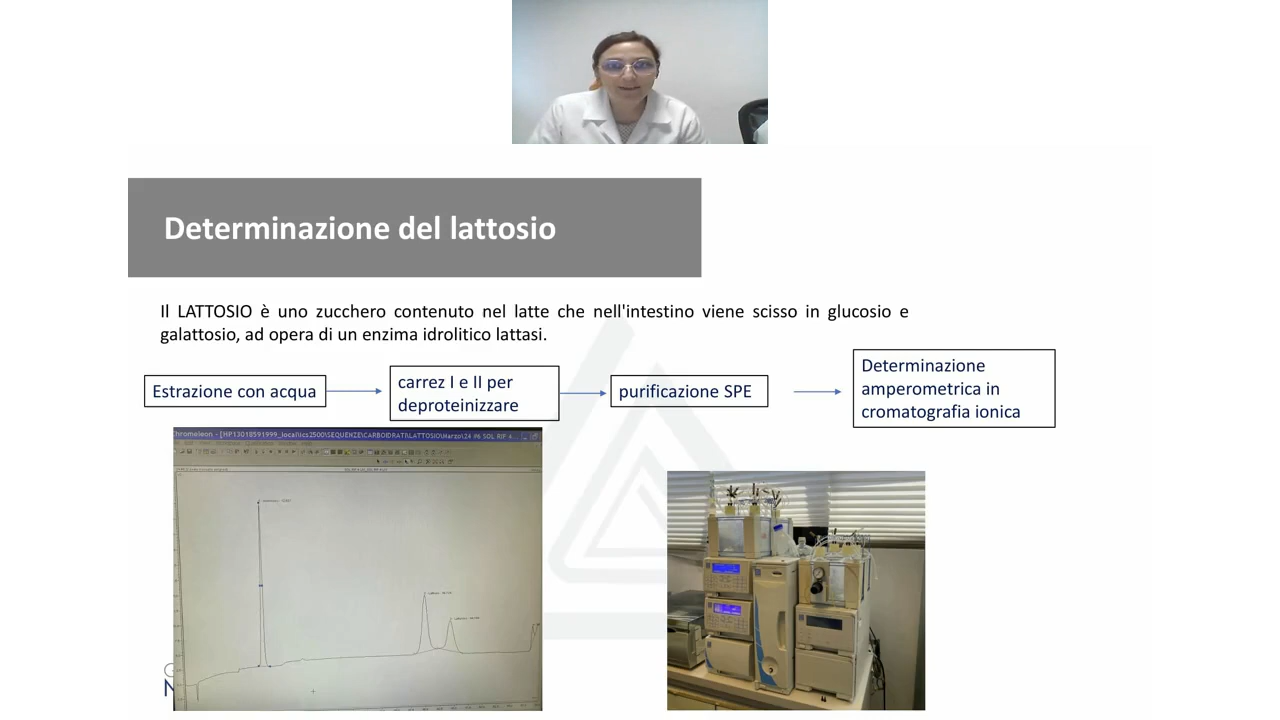 Determinazione del lattosio
Il LATTOSIO è uno zucchero contenuto nel latte che nell'intestino viene scisso in glucosio e
galattosio, ad opera di un enzima idrolitico lattasi.
Estrazione con acqua
carrez I e II per
deproteinizzare
purificazione SPE
Determinazione
amperometrica in
cromatografia ionica